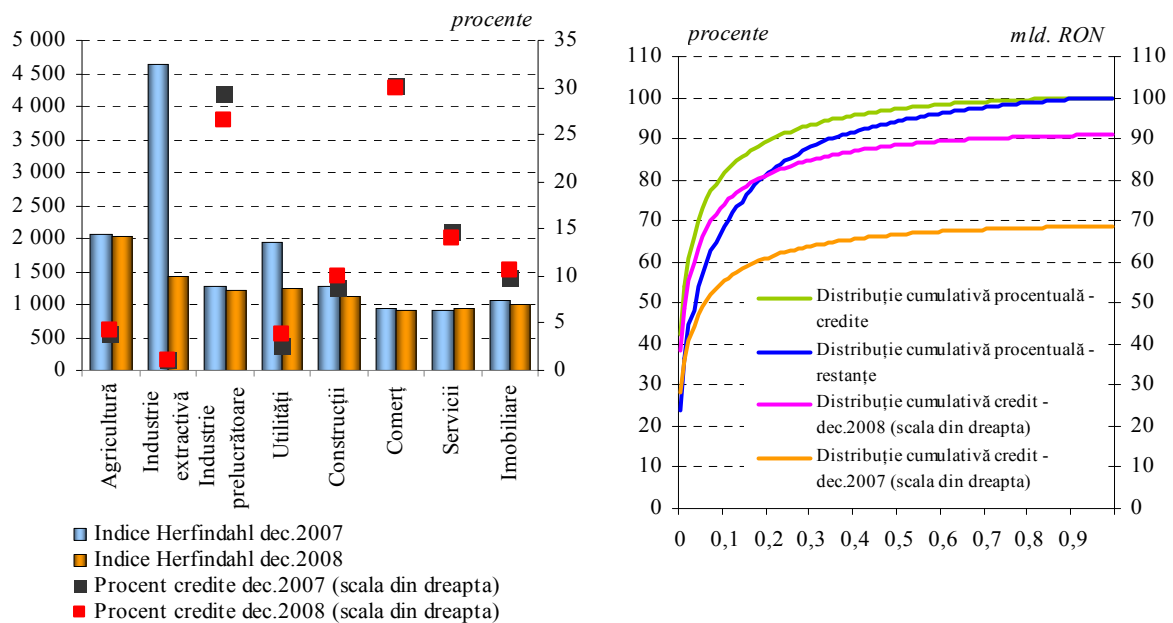 procente
5 000
4 500
4 000
3 500
3 000
2 500
2 000
1 500
1 000
500
0
35
30
25
20
15
10
5
0
Agricultură
Industrie
extractivă
Industrie
prelucrătoare
Utilități
Construcții
Comerț
Servicii
Imobiliare
Indice Herfindahl dec.2007
Indice Herfindahl dec.2008
Procent credite dec.2007 (scala din dreapta)
Procent credite dec.2008 (scala din dreapta)
procente
mld. RON
110
100
90
80
70
60
50
40
30
20
10
0
110
100
90
80
70
60
50
40
30
20
10
0
Distribuție cumulativă procentuală -
credite
Distribuție cumulativă procentuală -
restanțe
Distribuție cumulativă credit -
dec.2008 (scala din dreapta)
Distribuție cumulativă credit -
dec.2007 (scala din dreapta)
0 0,1 0,2 0,3 0,4 0,5 0,6 0,7 0,8 0,9